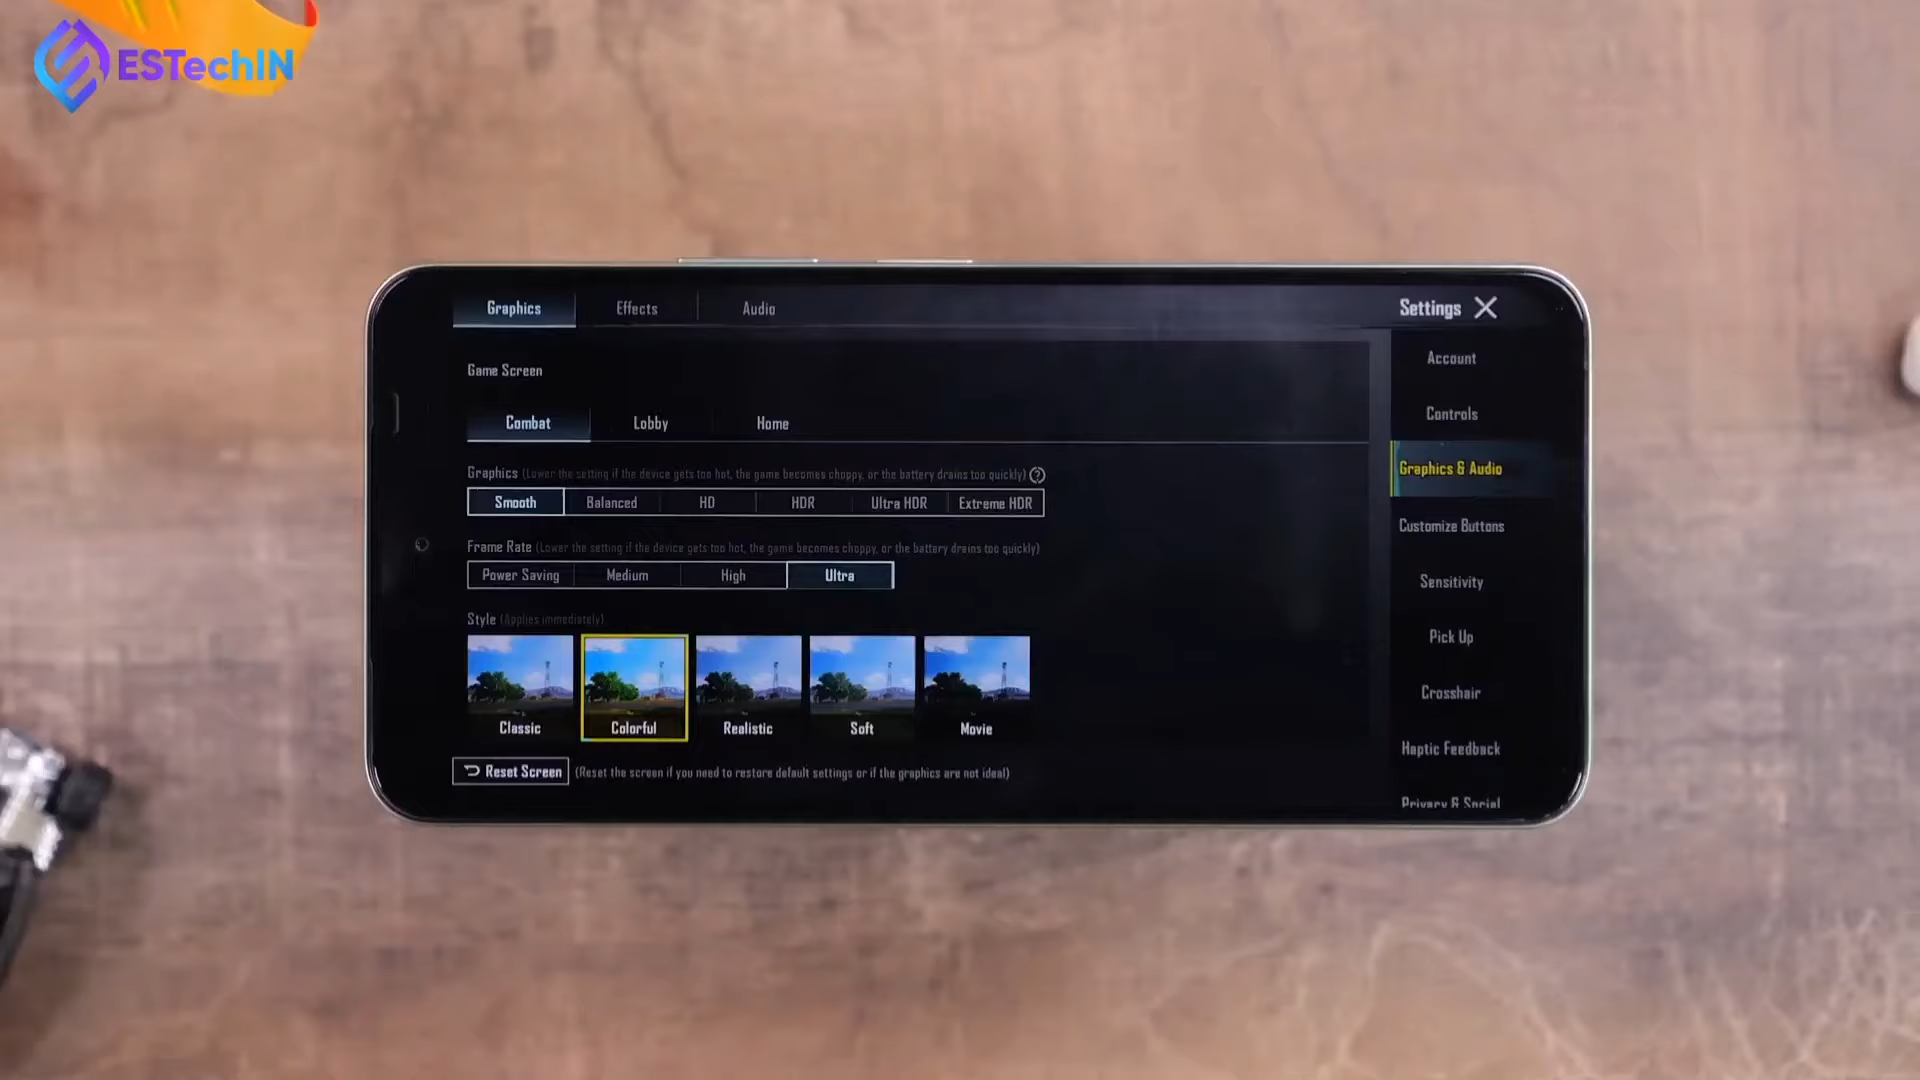 ESTechIN
Graphics Effects Audio Settings
Account
Game Screen
Controls
Combat Lobby Home
Graphics & Audio
Graphics (Lower the setting if the device gets too hot, the game becomes choppy, or the battery drains too quickly)
Smooth Balanced HD HDR Ultra HDR Extreme HDR
Customize Buttons
Frame Rate (Lower the setting if the device gets too hot, the game becomes choppy, or the battery drains too quickly)
Power Saving Medium High Ultra
Sensitivity
Style (Applies immediately)
Pick Up
Crosshair
Classic Colorful Realistic Soft Movie
Haptic Feedback
Reset Screen (Reset the screen if you need to restore default settings or if the graphics are not ideal)
Privacy & Social